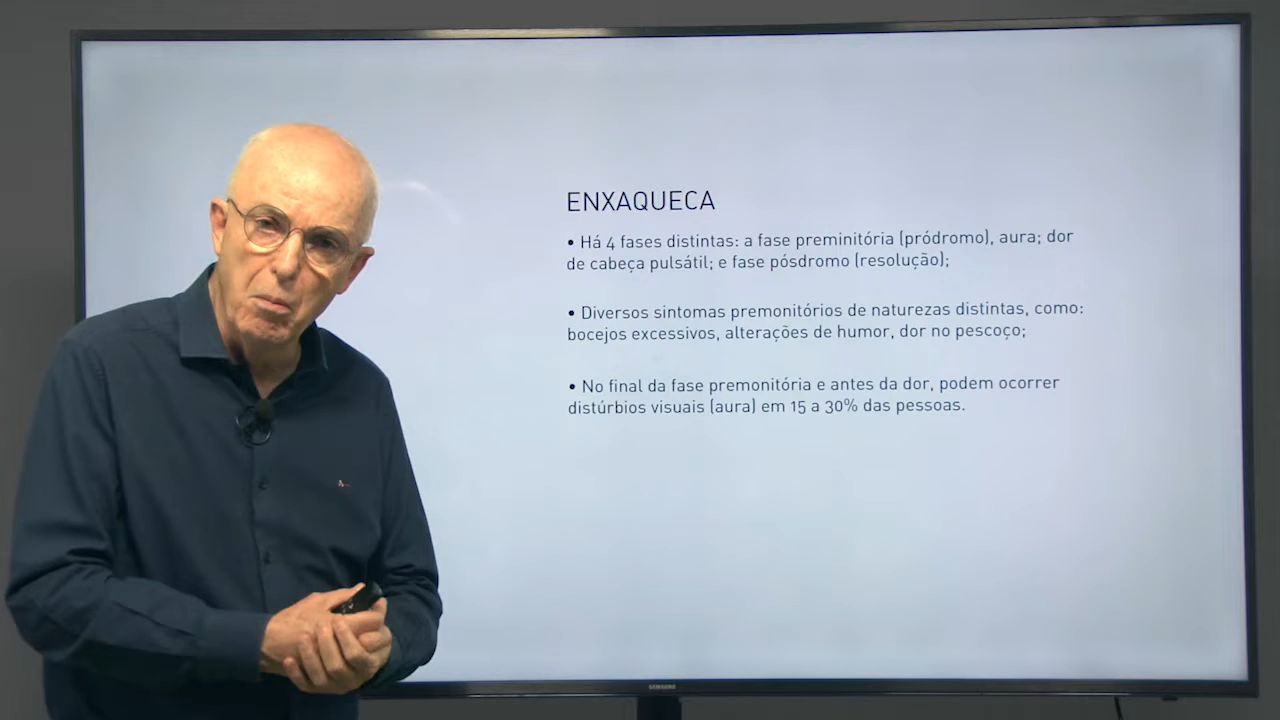 ENXAQUECA
• Há 4 fases distintas: a fase preminitória (pródromo), aura; dor
de cabeça pulsátil; e fase pósdromo (resolução);
• Diversos sintomas premonitórios de naturezas distintas, como:
bocejos excessivos, alterações de humor, dor no pescoço;
• No final da fase premonitória e antes da dor, podem ocorrer
distúrbios visuais (aura) em 15 a 30% das pessoas.
SAMSUNG